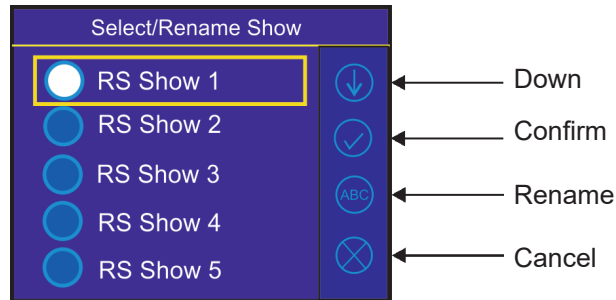 Select/Rename Show
RS Show 1
RS Show 2
RS Show 3
RS Show 4
RS Show 5
ABC
Down
Confirm
Rename
Cancel